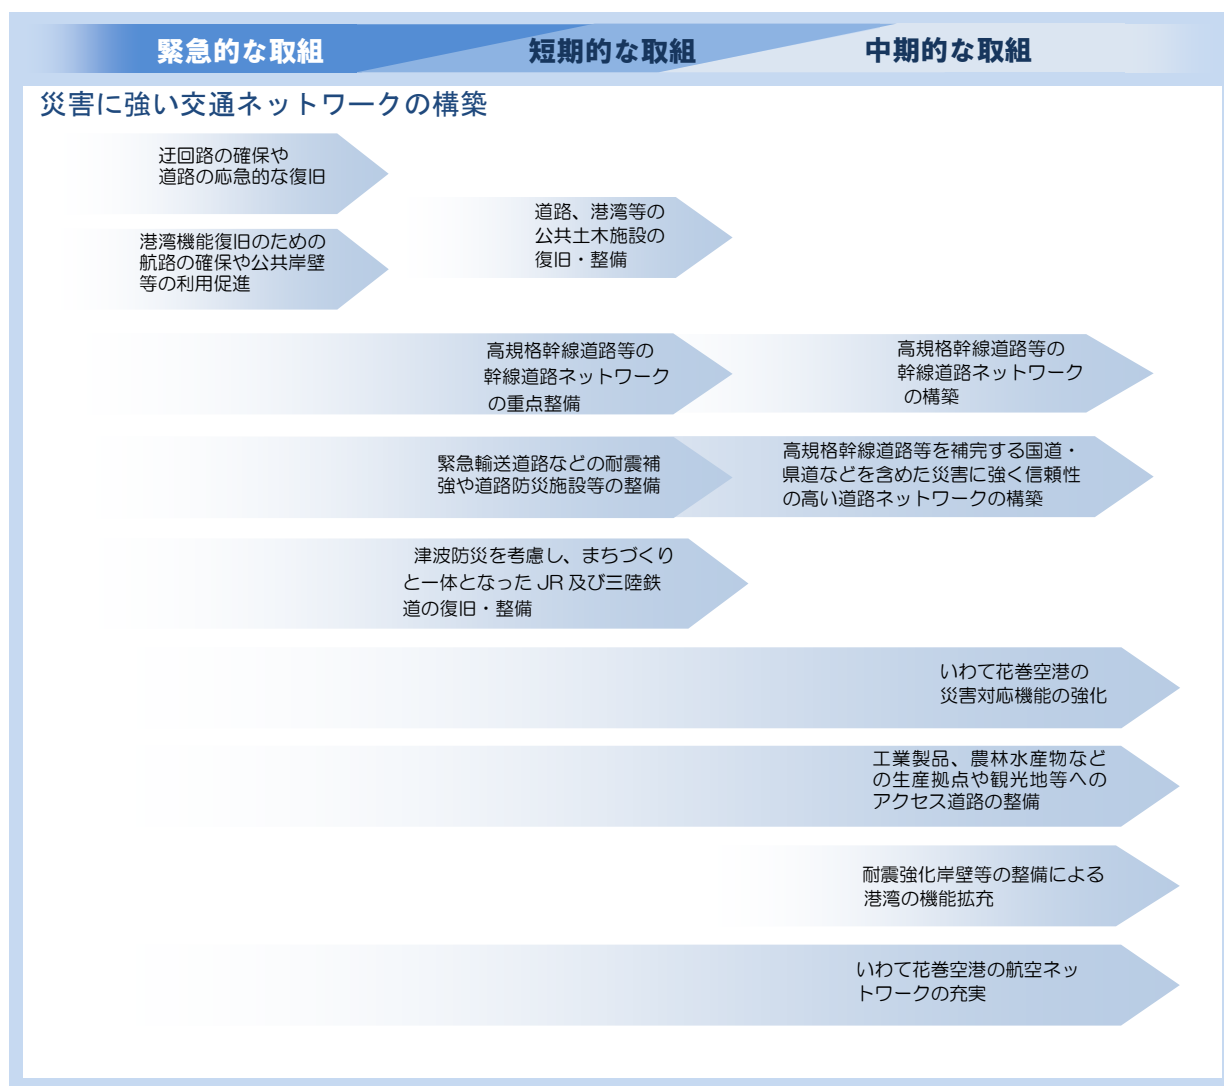 緊急的な取組
短期的な取組
中期的な取組
災害に強い交通ネットワークの構築
迂回路の確保や
道路の応急的な復旧
港湾機能復旧のための
航路の確保や公共岸壁
等の利用促進
道路、港湾等の
公共土木施設の
復旧・整備
高規格幹線道路等の
幹線道路ネットワーク
の重点整備
高規格幹線道路等の
幹線道路ネットワーク
の構築
緊急輸送道路などの耐震補
強や道路防災施設等の整備
高規格幹線道路等を補完する国道・
県道などを含めた災害に強く信頼性
の高い道路ネットワークの構築
津波防災を考慮し、まちづくり
と一体となった JR 及び三陸鉄
道の復旧・整備
いわて花巻空港の
災害対応機能の強化
工業製品、農林水産物など
の生産拠点や観光地等への
アクセス道路の整備
耐震強化岸壁等の整備による
港湾の機能拡充
いわて花巻空港の航空ネッ
トワークの充実